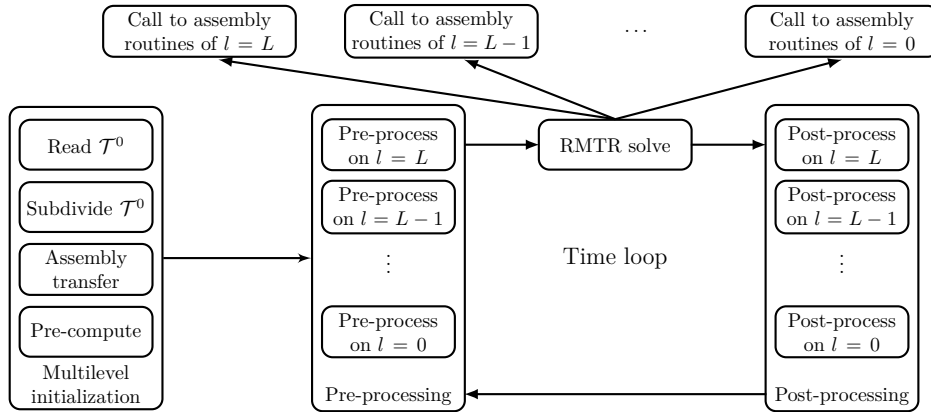 Call to assembly
routines of l = L
Call to assembly
routines of l = L − 1
...
Call to assembly
routines of l = 0
Read 𝒯⁰
Subdivide 𝒯⁰
Assembly
transfer
Pre-compute
Multilevel
initialization
Pre-process
on l = L
Pre-process
on l = L − 1
⋮
Pre-process
on l = 0
Pre-processing
RMTR solve
Time loop
Post-process
on l = L
Post-process
on l = L − 1
⋮
Post-process
on l = 0
Post-processing